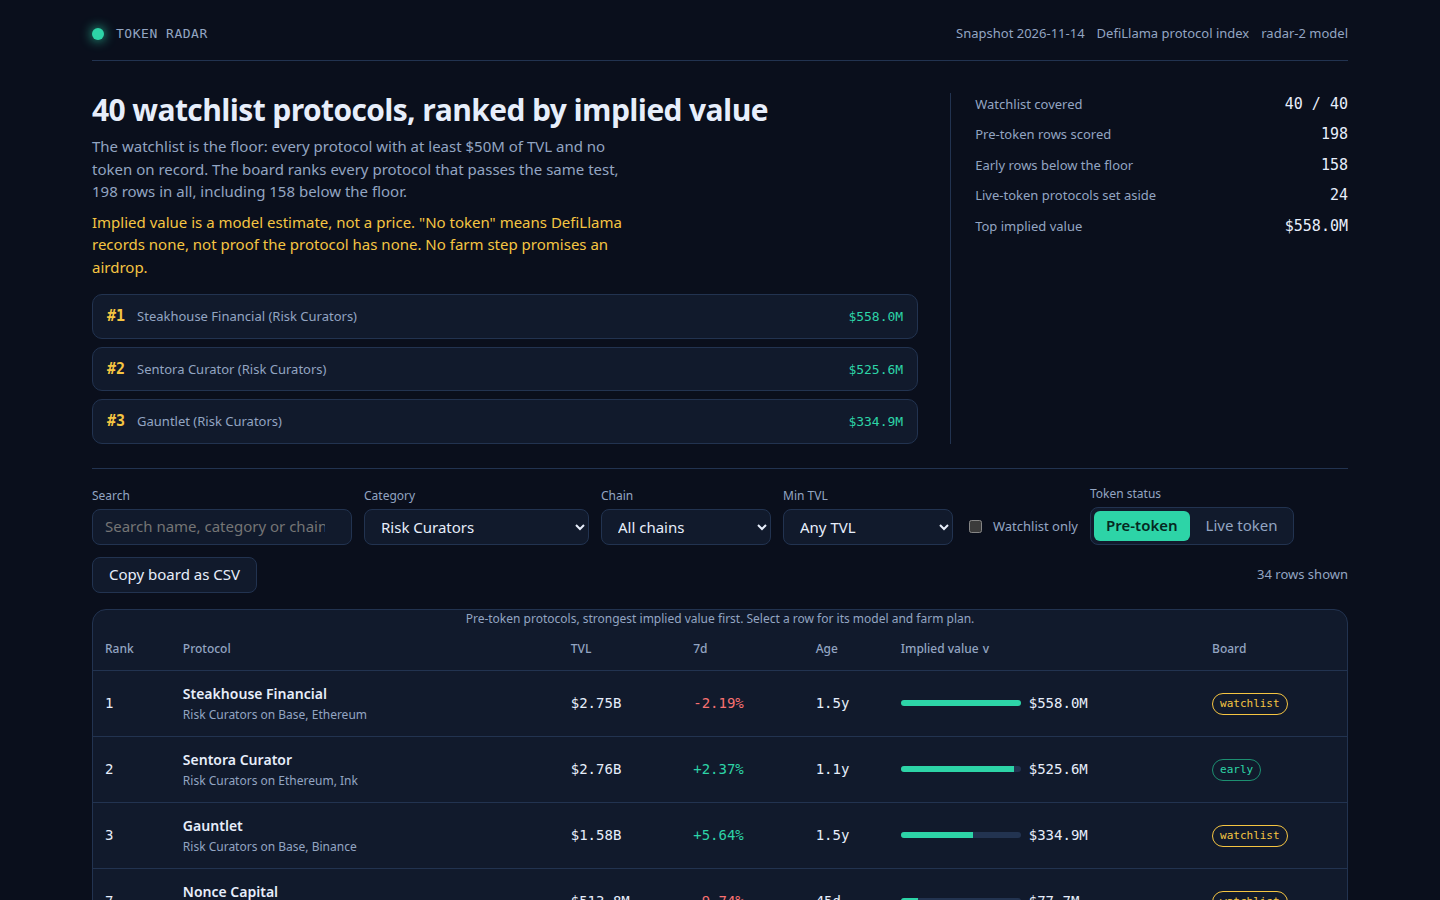 TOKEN RADAR
Snapshot 2026-11-14 DefiLlama protocol index radar-2 model
40 watchlist protocols, ranked by implied value
The watchlist is the floor: every protocol with at least $50M of TVL and no
token on record. The board ranks every protocol that passes the same test,
198 rows in all, including 158 below the floor.
Implied value is a model estimate, not a price. "No token" means DefiLlama
records none, not proof the protocol has none. No farm step promises an
airdrop.
#1 Steakhouse Financial (Risk Curators) $558.0M
#2 Sentora Curator (Risk Curators) $525.6M
#3 Gauntlet (Risk Curators) $334.9M
Watchlist covered 40 / 40
Pre-token rows scored 198
Early rows below the floor 158
Live-token protocols set aside 24
Top implied value $558.0M
Search Category Chain Min TVL Token status
Search name, category or chain Risk Curators All chains Any TVL Watchlist only Pre-token Live token
Copy board as CSV 34 rows shown
Pre-token protocols, strongest implied value first. Select a row for its model and farm plan.
Rank Protocol TVL 7d Age Implied value v Board
1 Steakhouse Financial $2.75B -2.19% 1.5y $558.0M watchlist
Risk Curators on Base, Ethereum
2 Sentora Curator $2.76B +2.37% 1.1y $525.6M early
Risk Curators on Ethereum, Ink
3 Gauntlet $1.58B +5.64% 1.5y $334.9M watchlist
Risk Curators on Base, Binance
Nonce Capital